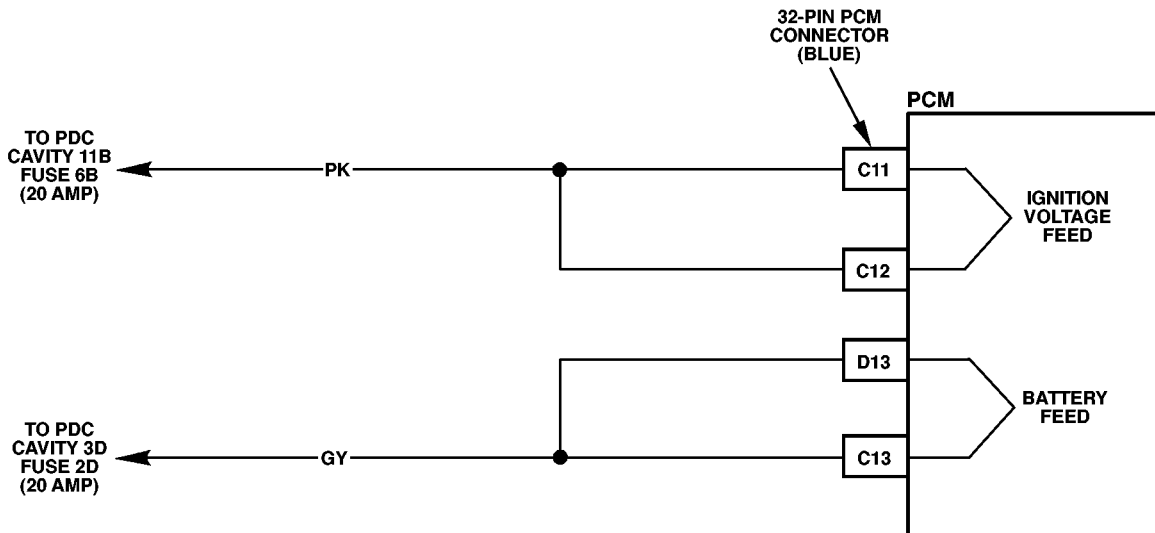 32-PIN PCM
CONNECTOR
(BLUE)
PCM
TO PDC
CAVITY 11B
FUSE 6B
(20 AMP)
PK
C11
IGNITION
VOLTAGE
FEED
C12
D13
BATTERY
FEED
TO PDC
CAVITY 3D
FUSE 2D
(20 AMP)
GY
C13